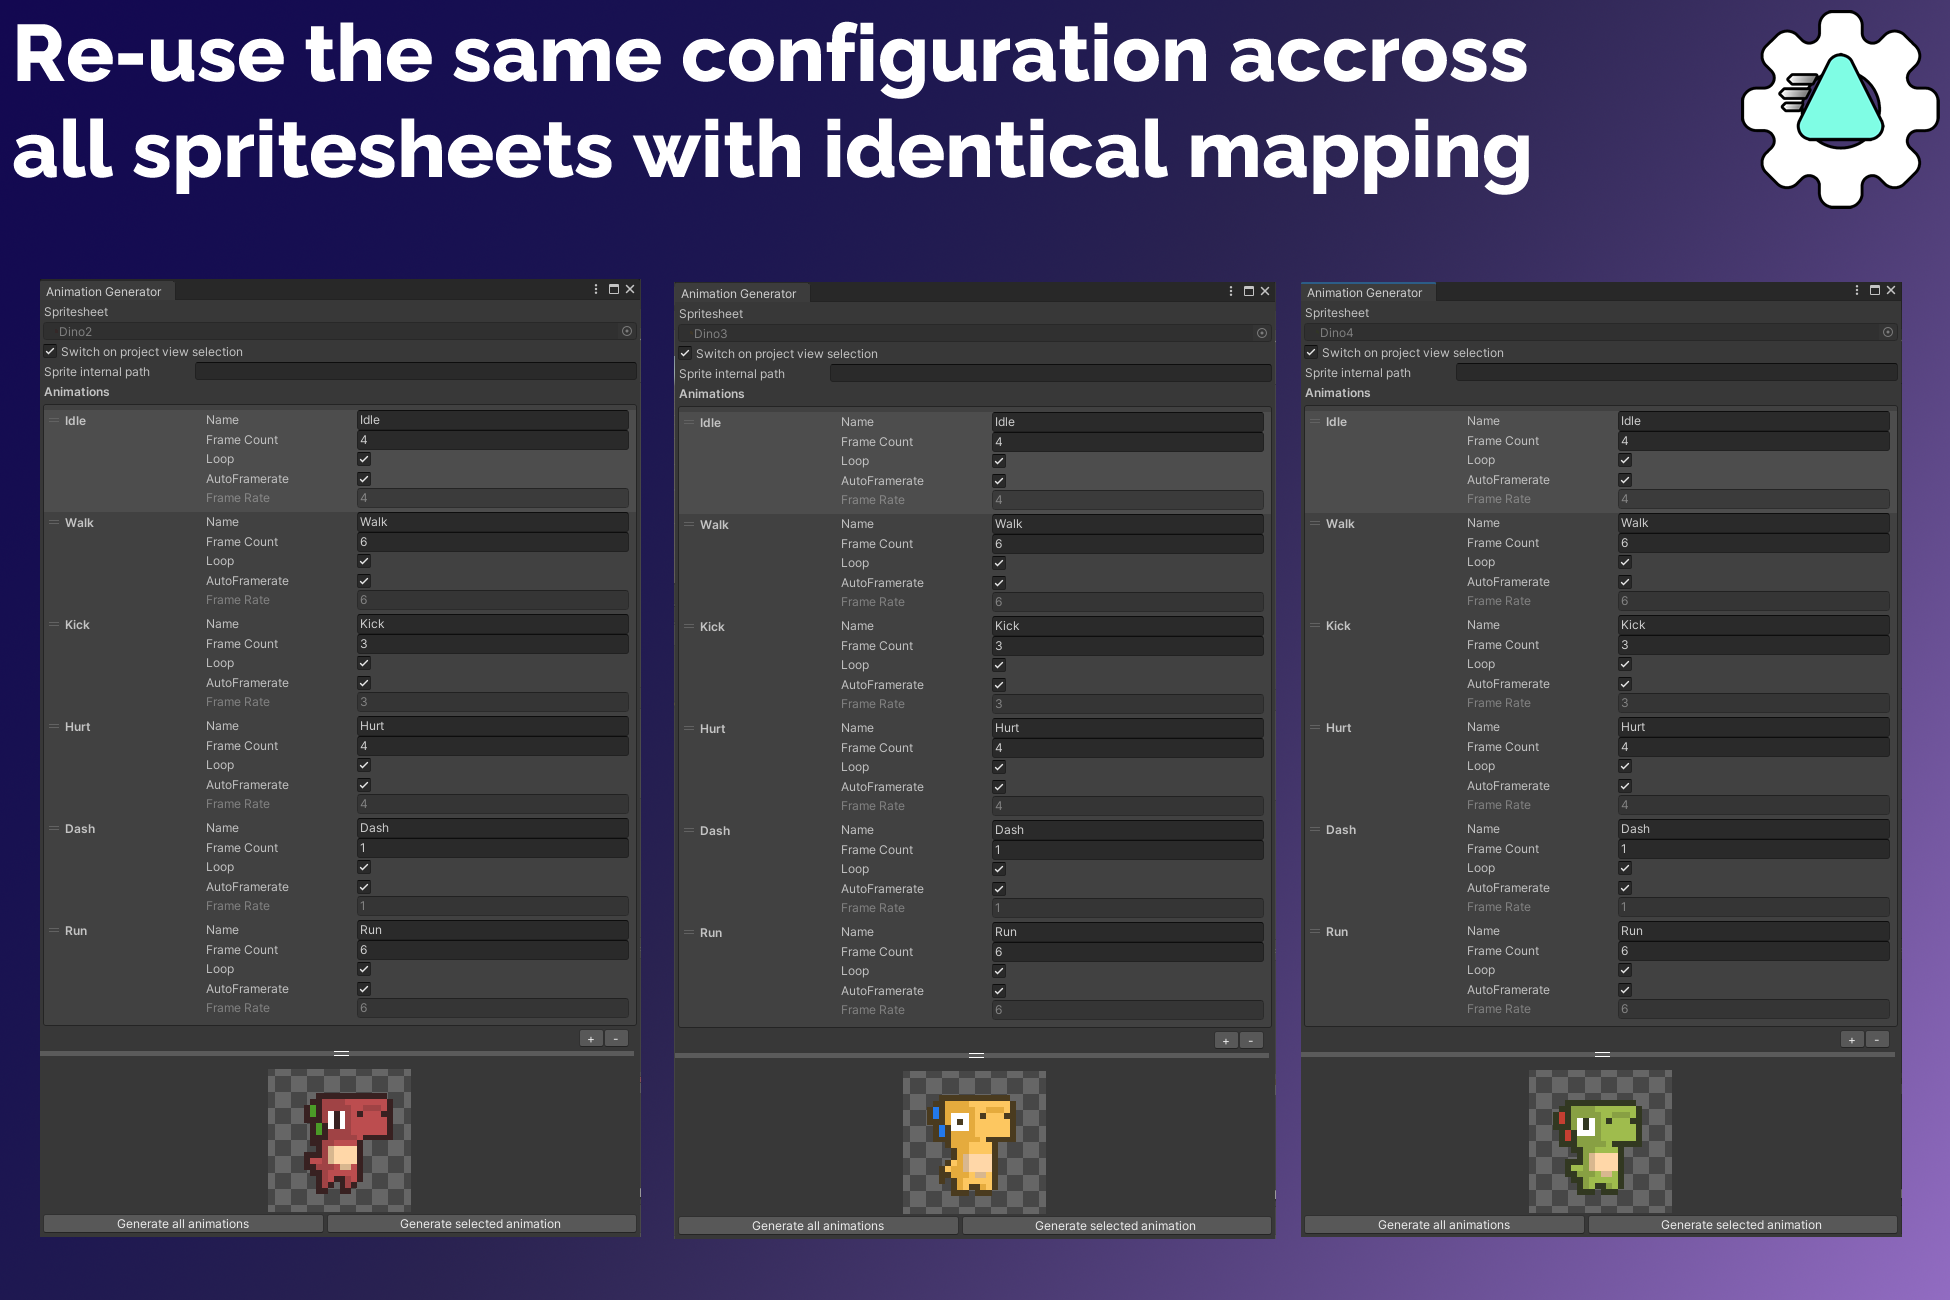 Re-use the same configuration accross
all spritesheets with identical mapping
Animation Generator
Spritesheet
Dino2
Switch on project view selection
Sprite internal path
Animations
Idle Name Idle
Frame Count 4
Loop
AutoFramerate
Frame Rate 4
Walk Name Walk
Frame Count 6
Loop
AutoFramerate
Frame Rate 6
Kick Name Kick
Frame Count 3
Loop
AutoFramerate
Frame Rate 3
Hurt Name Hurt
Frame Count 4
Loop
AutoFramerate
Frame Rate 4
Dash Name Dash
Frame Count 1
Loop
AutoFramerate
Frame Rate 1
Run Name Run
Frame Count 6
Loop
AutoFramerate
Frame Rate 6
+ -
Generate all animations Generate selected animation
Animation Generator
Spritesheet
Dino3
Switch on project view selection
Sprite internal path
Animations
Idle Name Idle
Frame Count 4
Loop
AutoFramerate
Frame Rate 4
Walk Name Walk
Frame Count 6
Loop
AutoFramerate
Frame Rate 6
Kick Name Kick
Frame Count 3
Loop
AutoFramerate
Frame Rate 3
Hurt Name Hurt
Frame Count 4
Loop
AutoFramerate
Frame Rate 4
Dash Name Dash
Frame Count 1
Loop
AutoFramerate
Frame Rate 1
Run Name Run
Frame Count 6
Loop
AutoFramerate
Frame Rate 6
+ -
Generate all animations Generate selected animation
Animation Generator
Spritesheet
Dino4
Switch on project view selection
Sprite internal path
Animations
Idle Name Idle
Frame Count 4
Loop
AutoFramerate
Frame Rate 4
Walk Name Walk
Frame Count 6
Loop
AutoFramerate
Frame Rate 6
Kick Name Kick
Frame Count 3
Loop
AutoFramerate
Frame Rate 3
Hurt Name Hurt
Frame Count 4
Loop
AutoFramerate
Frame Rate 4
Dash Name Dash
Frame Count 1
Loop
AutoFramerate
Frame Rate 1
Run Name Run
Frame Count 6
Loop
AutoFramerate
Frame Rate 6
+ -
Generate all animations Generate selected animation